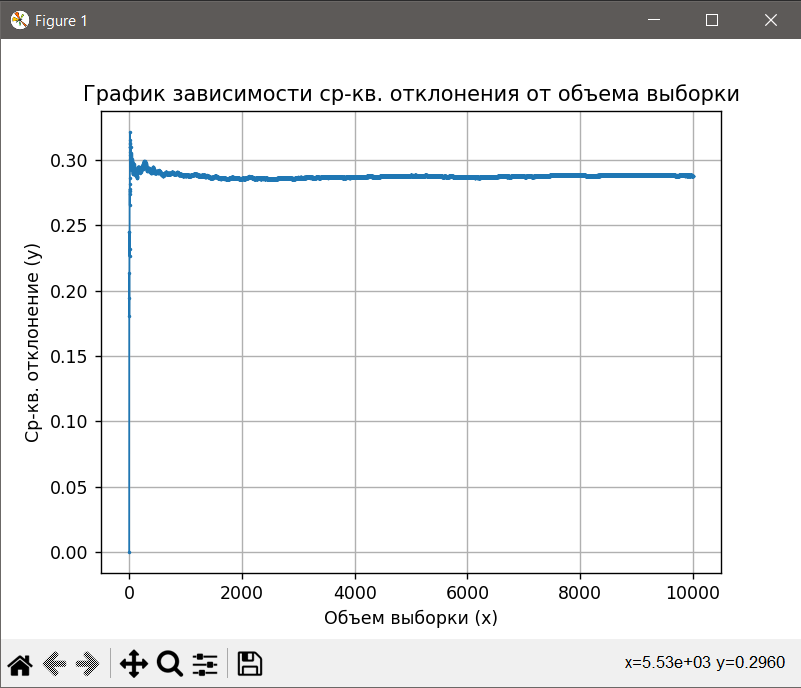 Figure 1
График зависимости ср-кв. отклонения от объема выборки
Ср-кв. отклонение (y)
0.30
0.25
0.20
0.15
0.10
0.05
0.00
0 2000 4000 6000 8000 10000
Объем выборки (x)
x=5.53e+03 y=0.2960